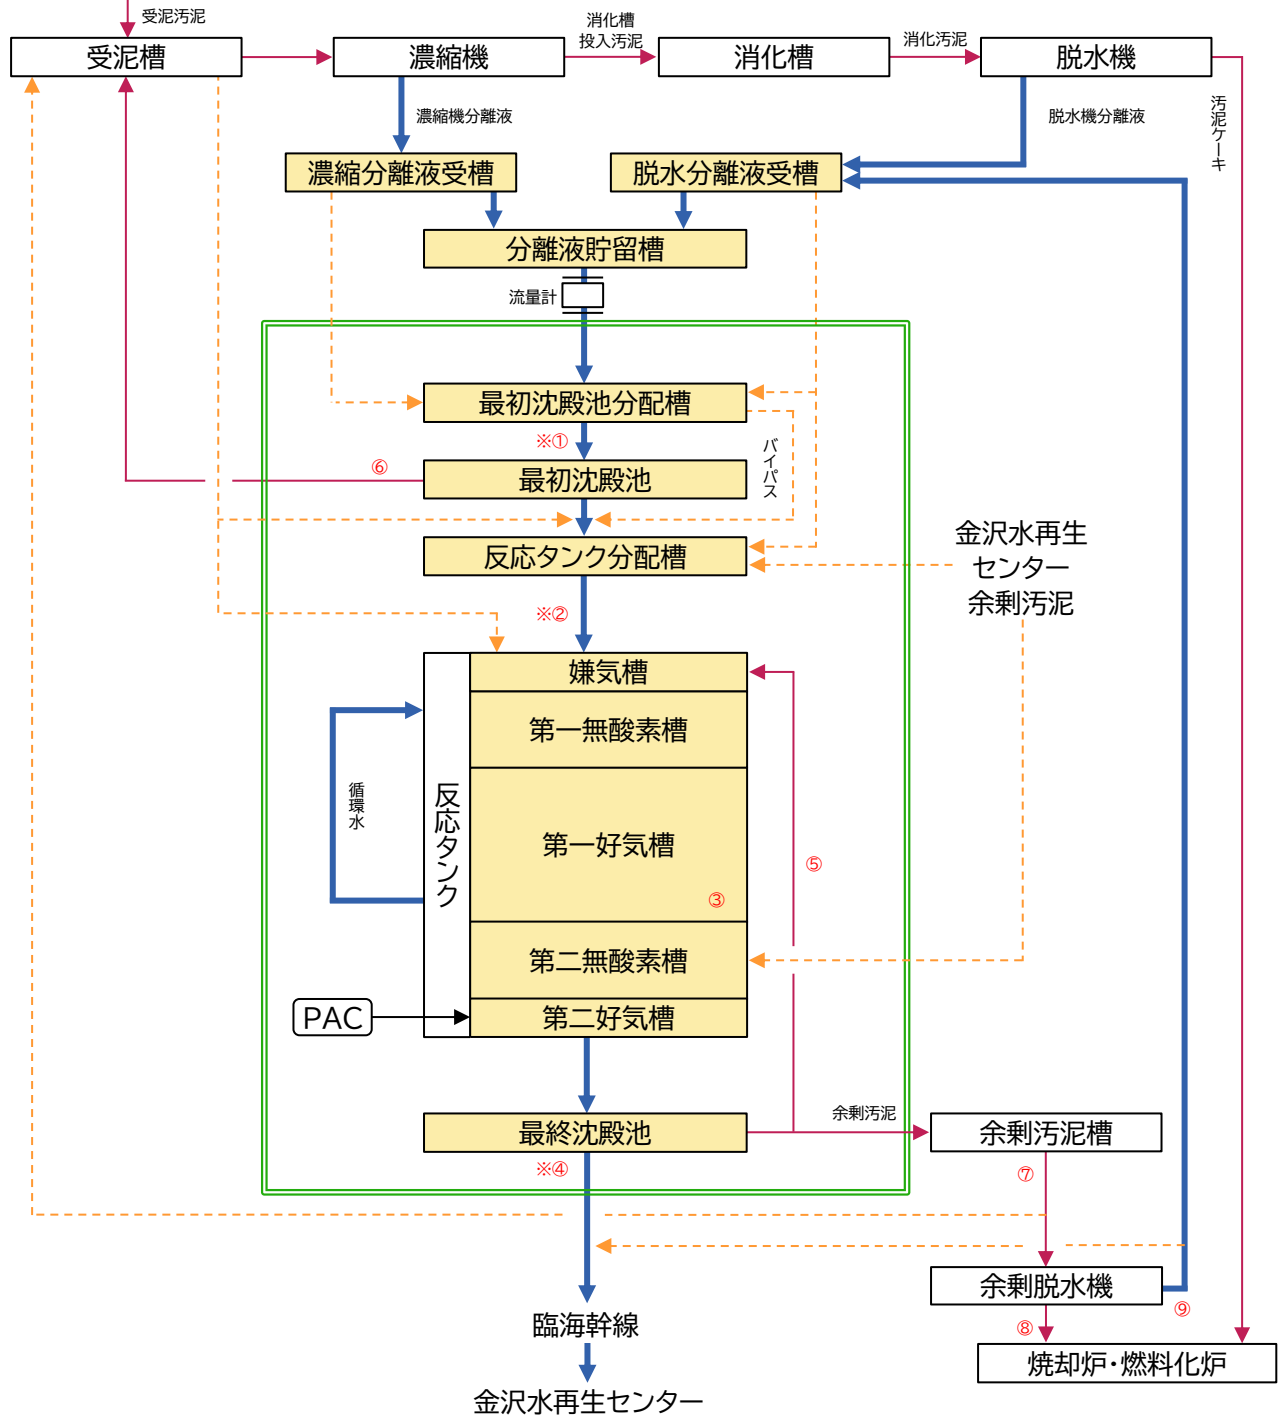 受泥汚泥
受泥槽
濃縮機
消化槽
投入汚泥
消化槽
消化汚泥
脱水機
濃縮機分離液
脱水機分離液
汚泥ケーキ
濃縮分離液受槽
脱水分離液受槽
分離液貯留槽
流量計
最初沈殿池分配槽
※①
バイパス
⑥
最初沈殿池
反応タンク分配槽
金沢水再生
センター
余剰汚泥
※②
嫌気槽
第一無酸素槽
循環水
反応タンク
第一好気槽
③
⑤
第二無酸素槽
PAC
第二好気槽
最終沈殿池
余剰汚泥
余剰汚泥槽
※④
⑦
余剰脱水機
⑨
⑧
臨海幹線
焼却炉・燃料化炉
金沢水再生センター